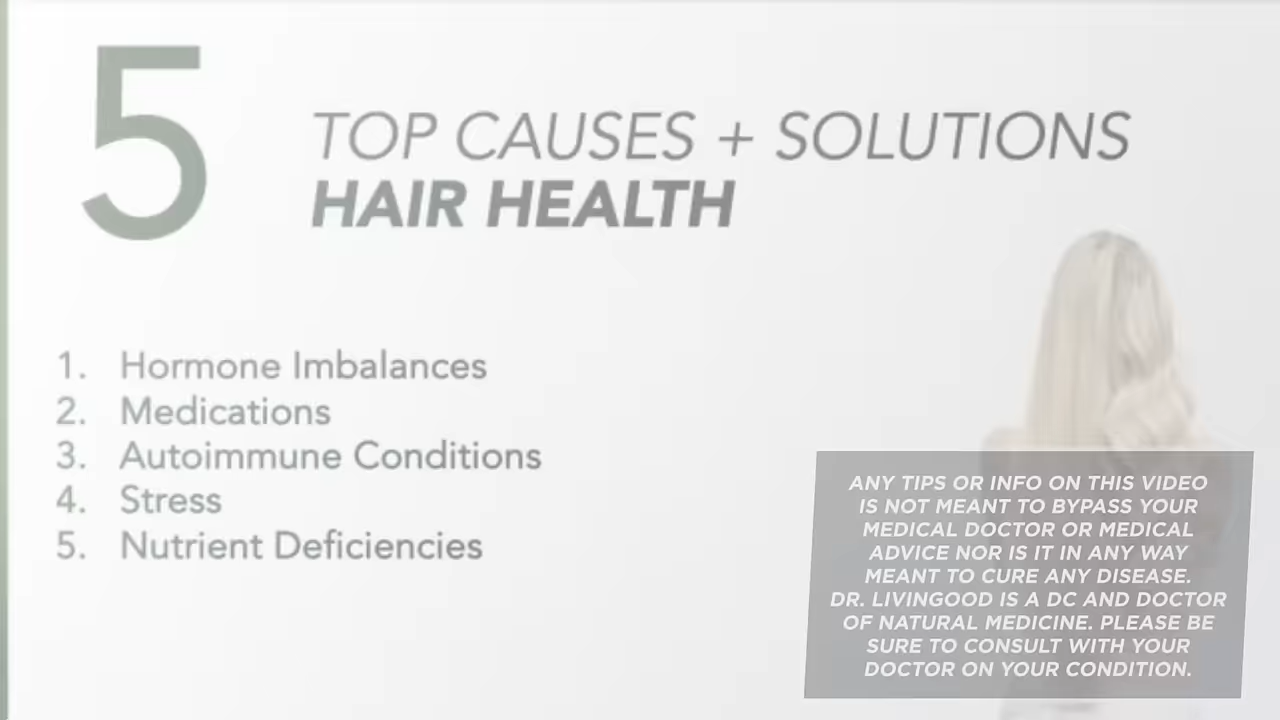 5
TOP CAUSES + SOLUTIONS
HAIR HEALTH
1. Hormone Imbalances
2. Medications
3. Autoimmune Conditions
4. Stress
5. Nutrient Deficiencies
ANY TIPS OR INFO ON THIS VIDEO
IS NOT MEANT TO BYPASS YOUR
MEDICAL DOCTOR OR MEDICAL
ADVICE NOR IS IT IN ANY WAY
MEANT TO CURE ANY DISEASE.
DR. LIVINGOOD IS A DC AND DOCTOR
OF NATURAL MEDICINE. PLEASE BE
SURE TO CONSULT WITH YOUR
DOCTOR ON YOUR CONDITION.